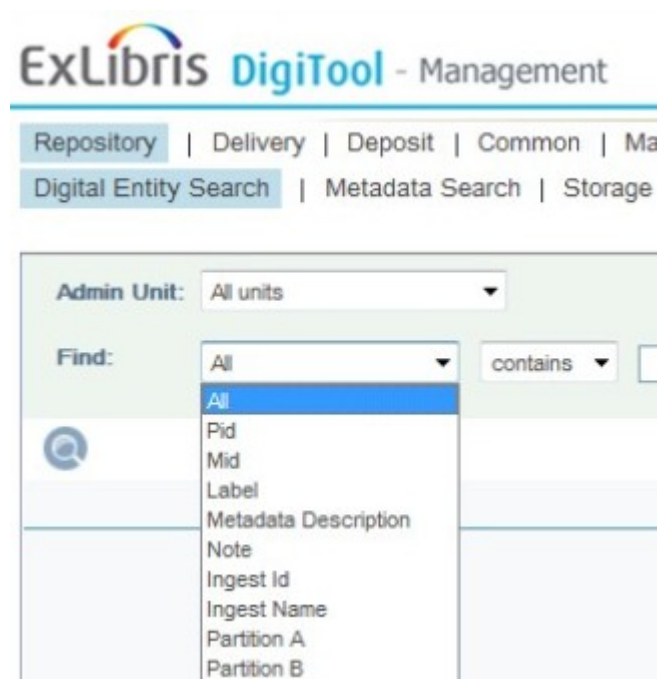 ExLibris DigiTool - Management
Repository | Delivery | Deposit | Common | Ma
Digital Entity Search | Metadata Search | Storage
Admin Unit: All units
Find: All contains
All
Pid
Mid
Label
Metadata Description
Note
Ingest Id
Ingest Name
Partition A
Partition B